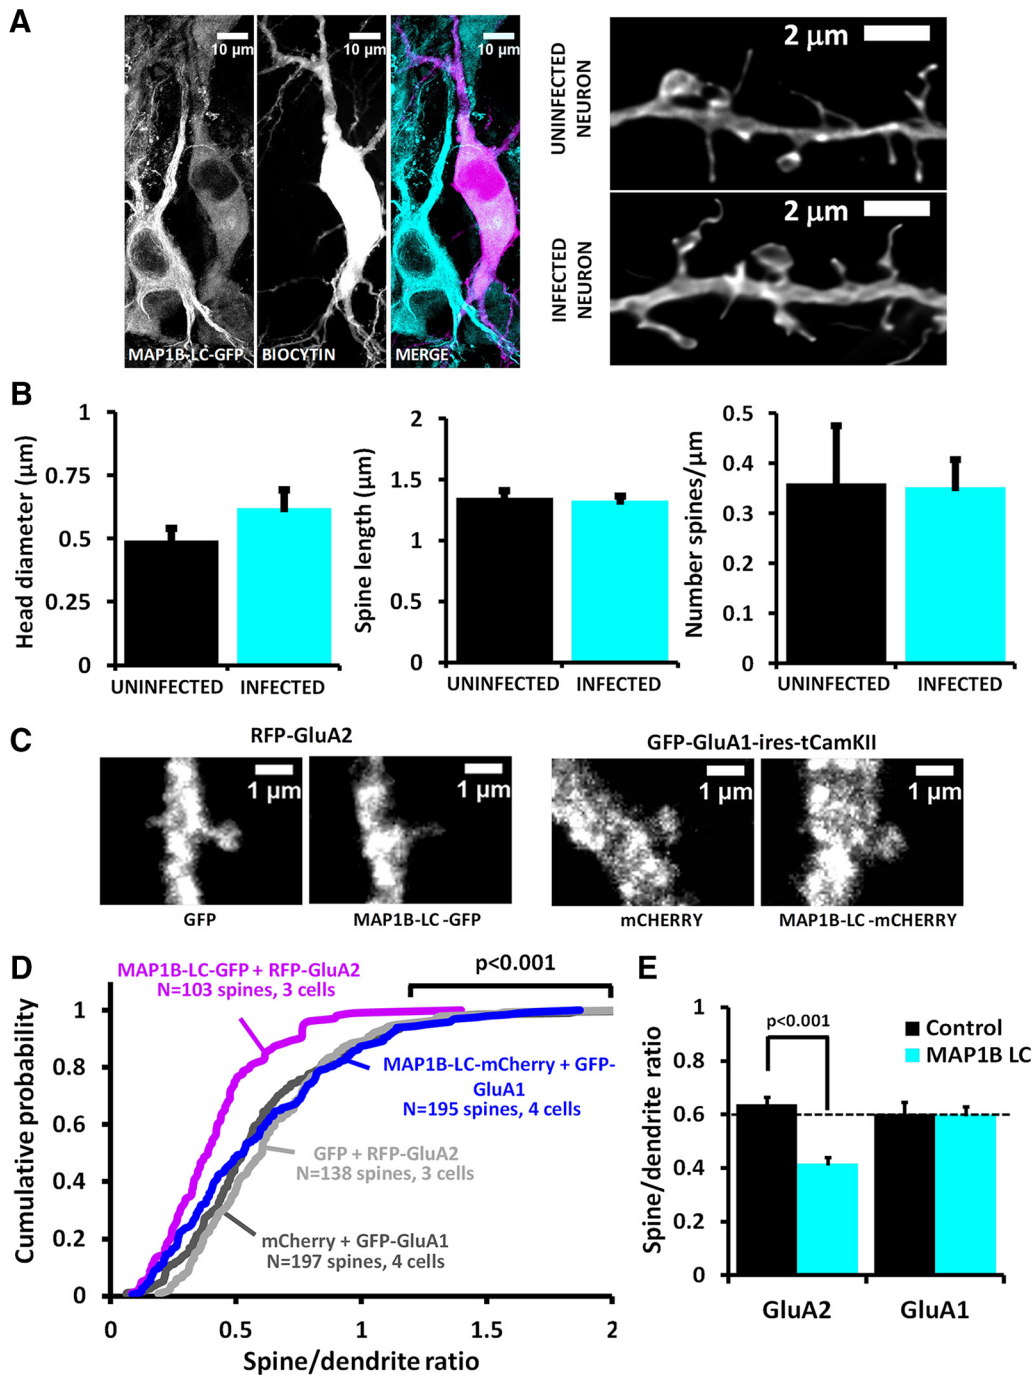 A
10 µm
10 µm
10 µm
MAP1B-LC-GFP
BIOCYTIN
MERGE
UNINFECTED
NEURON
2 µm
INFECTED
NEURON
2 µm
B
Head diameter (µm)
1
0.75
0.5
0.25
0
UNINFECTED
INFECTED
Spine length (µm)
2
1.5
1
0.5
0
UNINFECTED
INFECTED
Number spines/µm
0.5
0.4
0.3
0.2
0.1
0
UNINFECTED
INFECTED
C
RFP-GluA2
GFP-GluA1-ires-tCamKII
1 µm
1 µm
1 µm
1 µm
GFP
MAP1B-LC-GFP
mCHERRY
MAP1B-LC-mCHERRY
D
MAP1B-LC-GFP + RFP-GluA2
N=103 spines, 3 cells
p<0.001
MAP1B-LC-mCherry + GFP-
GluA1
N=195 spines, 4 cells
GFP + RFP-GluA2
N=138 spines, 3 cells
mCherry + GFP-GluA1
N=197 spines, 4 cells
Cumulative probability
1
0.8
0.6
0.4
0.2
0
0
0.5
1
1.5
2
Spine/dendrite ratio
E
Spine/dendrite ratio
1
0.8
0.6
0.4
0.2
0
p<0.001
Control
MAP1B LC
GluA2
GluA1